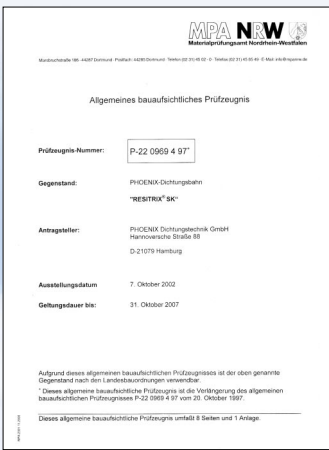 MPA NRW
Materialprüfungsamt Nordrhein-Westfalen
Allgemeines bauaufsichtliches Prüfzeugnis
Prüfzeugnis-Nummer: P-22 0969 4 97*
Gegenstand: PHOENIX-Dichtungsbahn
"RESITRIX® SK"
Antragsteller: PHOENIX Dichtungstechnik GmbH
Hannoversche Straße 88
D-21079 Hamburg
Ausstellungsdatum 7. Oktober 2002
Geltungsdauer bis: 31. Oktober 2007
Aufgrund dieses allgemeinen bauaufsichtlichen Prüfzeugnisses ist der oben genannte
Gegenstand nach den Landesbauordnungen verwendbar.
* Dieses allgemeine bauaufsichtliche Prüfzeugnis ist die Verlängerung des allgemeinen
bauaufsichtlichen Prüfzeugnisses P-22 0969 4 97 vom 20. Oktober 1997.
Dieses allgemeine bauaufsichtliche Prüfzeugnis umfaßt 8 Seiten und 1 Anlage.